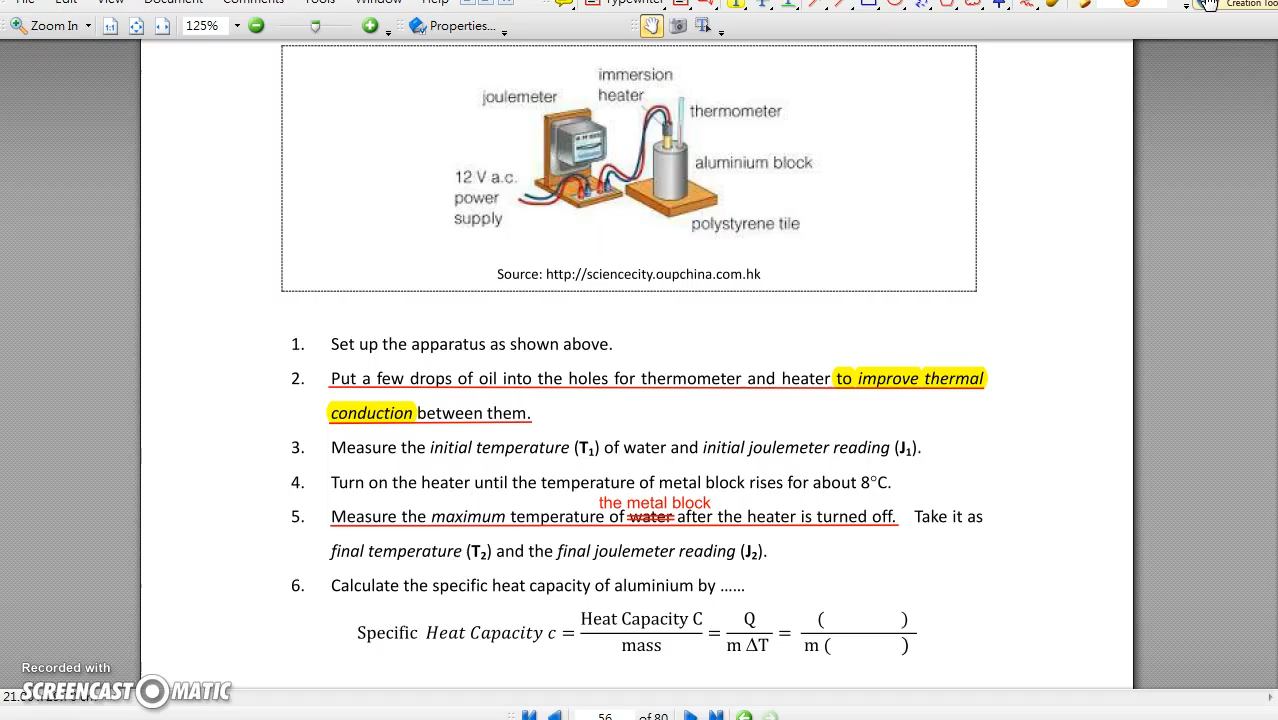 Zoom In
125%
Properties...
Creation Too
immersion
heater
joulemeter
thermometer
aluminium block
12 V a.c.
power
supply
polystyrene tile
Source: http://sciencecity.oupchina.com.hk
1. Set up the apparatus as shown above.
2. Put a few drops of oil into the holes for thermometer and heater to improve thermal
conduction between them.
3. Measure the initial temperature (T₁) of water and initial joulemeter reading (J₁).
4. Turn on the heater until the temperature of metal block rises for about 8°C.
the metal block
5. Measure the maximum temperature of water after the heater is turned off. Take it as
final temperature (T₂) and the final joulemeter reading (J₂).
6. Calculate the specific heat capacity of aluminium by ......
Specific Heat Capacity c = Heat Capacity C / mass = Q / m ΔT = ( ) / m ( )
Recorded with
SCREENCAST MATIC
56 of 80